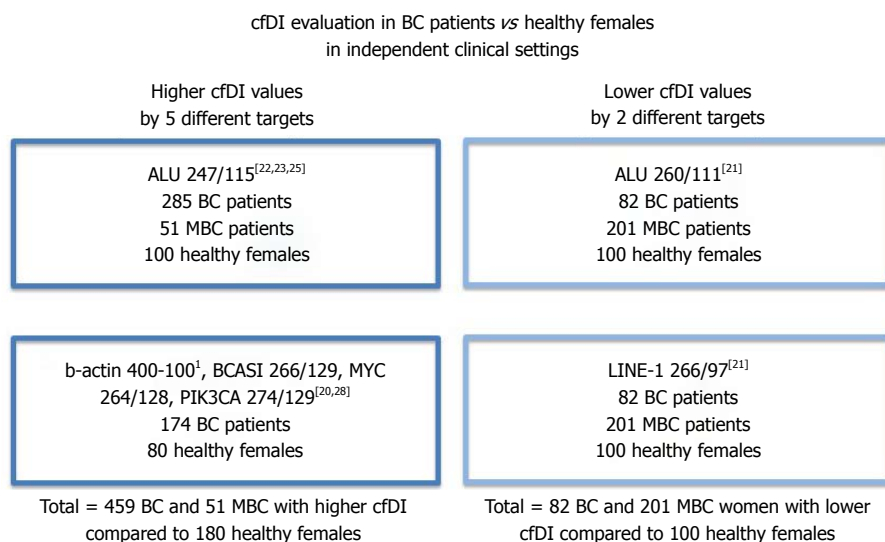 cfDI evaluation in BC patients vs healthy females
in independent clinical settings
Higher cfDI values
by 5 different targets
ALU 247/115[22,23,25]
285 BC patients
51 MBC patients
100 healthy females
b-actin 400-100¹, BCASI 266/129, MYC
264/128, PIK3CA 274/129[20,28]
174 BC patients
80 healthy females
Total = 459 BC and 51 MBC with higher cfDI
compared to 180 healthy females
Lower cfDI values
by 2 different targets
ALU 260/111[21]
82 BC patients
201 MBC patients
100 healthy females
LINE-1 266/97[21]
82 BC patients
201 MBC patients
100 healthy females
Total = 82 BC and 201 MBC women with lower
cfDI compared to 100 healthy females